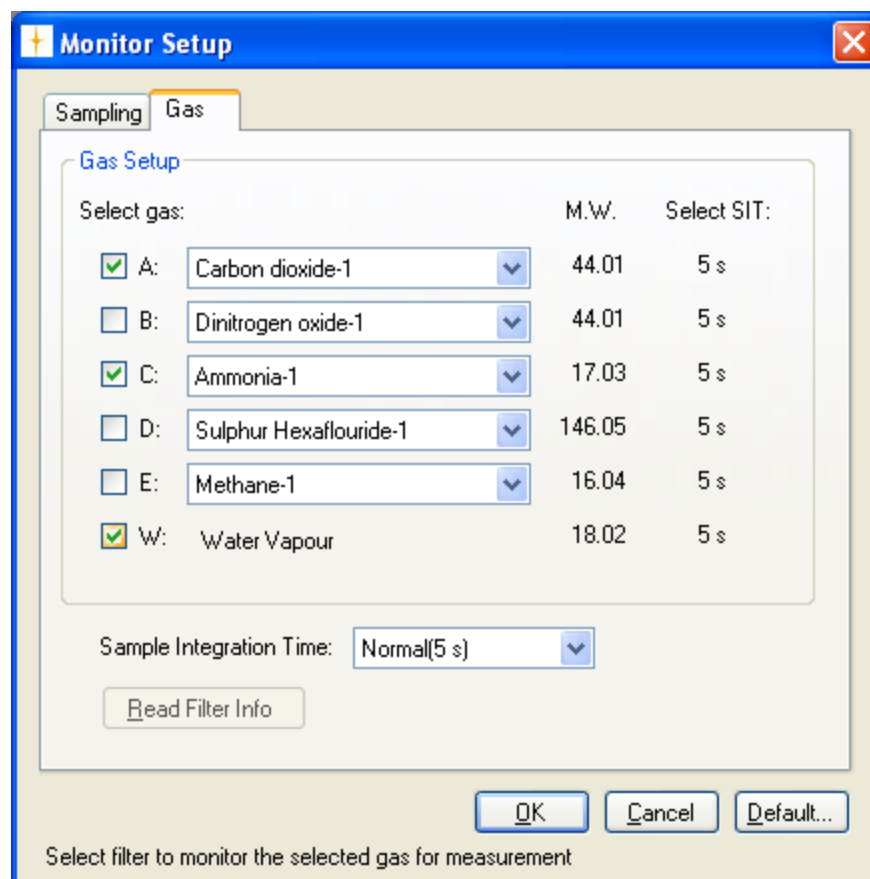 Monitor Setup
Sampling Gas
Gas Setup
Select gas: M.W. Select SIT:
A: Carbon dioxide-1 44.01 5 s
B: Dinitrogen oxide-1 44.01 5 s
C: Ammonia-1 17.03 5 s
D: Sulphur Hexaflouride-1 146.05 5 s
E: Methane-1 16.04 5 s
W: Water Vapour 18.02 5 s
Sample Integration Time: Normal(5 s)
Read Filter Info
OK Cancel Default...
Select filter to monitor the selected gas for measurement